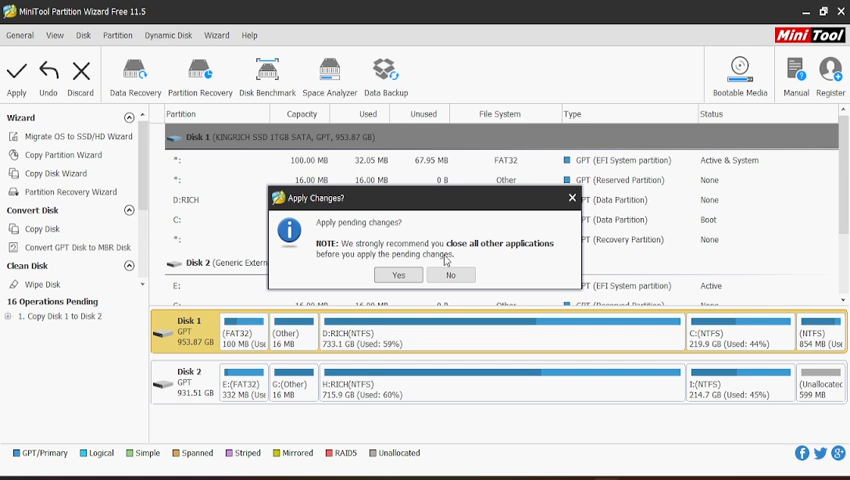 MiniTool Partition Wizard Free 11.5
General View Disk Partition Dynamic Disk Wizard Help
Mini Tool
Apply Undo Discard Data Recovery Partition Recovery Disk Benchmark Space Analyzer Data Backup Bootable Media Manual Register
Wizard
Migrate OS to SSD/HD Wizard
Copy Partition Wizard
Copy Disk Wizard
Partition Recovery Wizard
Convert Disk
Copy Disk
Convert GPT Disk to MBR Disk
Clean Disk
Wipe Disk
16 Operations Pending
1. Copy Disk 1 to Disk 2
Partition Capacity Used Unused File System Type Status
Disk 1 (KINGRICH SSD 1TGB SATA, GPT, 953.87 GB)
*: 100.00 MB 32.05 MB 67.95 MB FAT32 GPT (EFI System partition) Active & System
*: 16.00 MB 16.00 MB 0 B Other GPT (Reserved Partition) None
D:RICH GPT (Data Partition) None
C: GPT (Data Partition) Boot
*: GPT (Recovery Partition) None
Disk 2 (Generic Extern
E: Active
Apply Changes?
Apply pending changes?
NOTE: We strongly recommend you close all other applications
before you apply the pending changes.
Yes No
Disk 1
GPT
953.87 GB
(FAT32) (Other) D:RICH(NTFS) C:(NTFS) (NTFS)
100 MB (Use 16 MB 733.1 GB (Used: 59%) 219.9 GB (Used: 44%) 854 MB (Use
Disk 2
GPT
931.51 GB
E:(FAT32) G:(Other) H:RICH(NTFS) I:(NTFS) (Unallocated
332 MB (Use 16 MB 715.9 GB (Used: 60%) 214.7 GB (Used: 45%) 599 MB
GPT/Primary Logical Simple Spanned Striped Mirrored RAID5 Unallocated